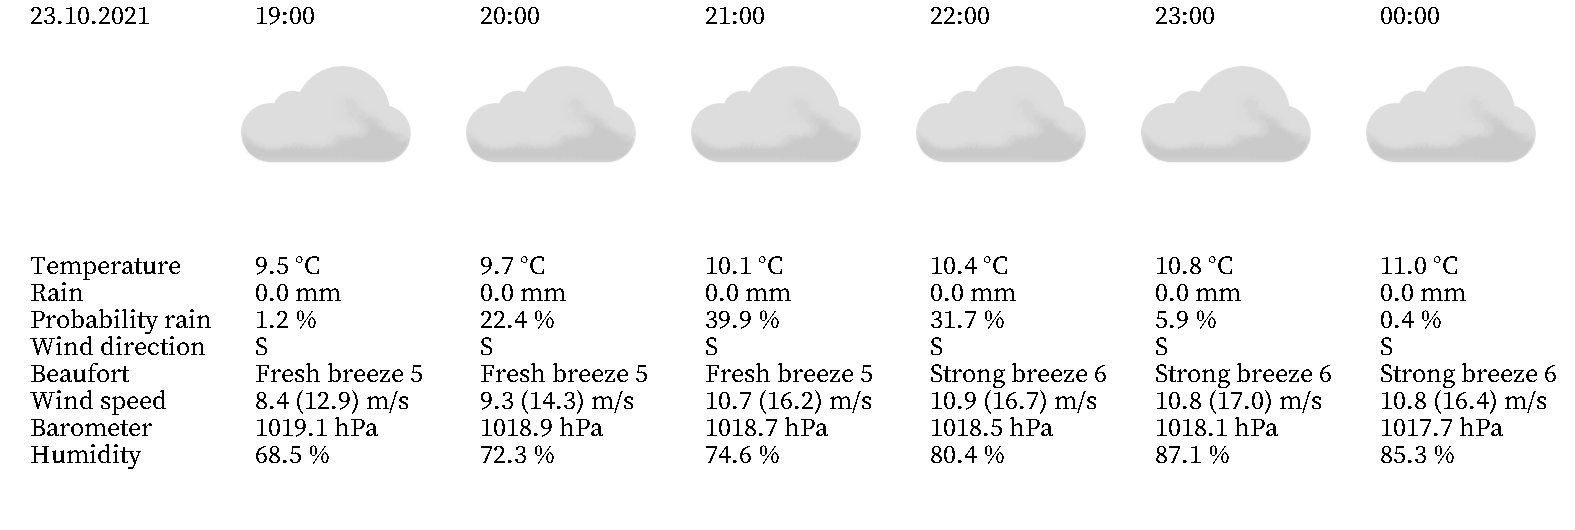 23.10.2021 19:00 20:00 21:00 22:00 23:00 00:00
Temperature 9.5 °C 9.7 °C 10.1 °C 10.4 °C 10.8 °C 11.0 °C
Rain 0.0 mm 0.0 mm 0.0 mm 0.0 mm 0.0 mm 0.0 mm
Probability rain 1.2 % 22.4 % 39.9 % 31.7 % 5.9 % 0.4 %
Wind direction S S S S S S
Beaufort Fresh breeze 5 Fresh breeze 5 Fresh breeze 5 Strong breeze 6 Strong breeze 6 Strong breeze 6
Wind speed 8.4 (12.9) m/s 9.3 (14.3) m/s 10.7 (16.2) m/s 10.9 (16.7) m/s 10.8 (17.0) m/s 10.8 (16.4) m/s
Barometer 1019.1 hPa 1018.9 hPa 1018.7 hPa 1018.5 hPa 1018.1 hPa 1017.7 hPa
Humidity 68.5 % 72.3 % 74.6 % 80.4 % 87.1 % 85.3 %